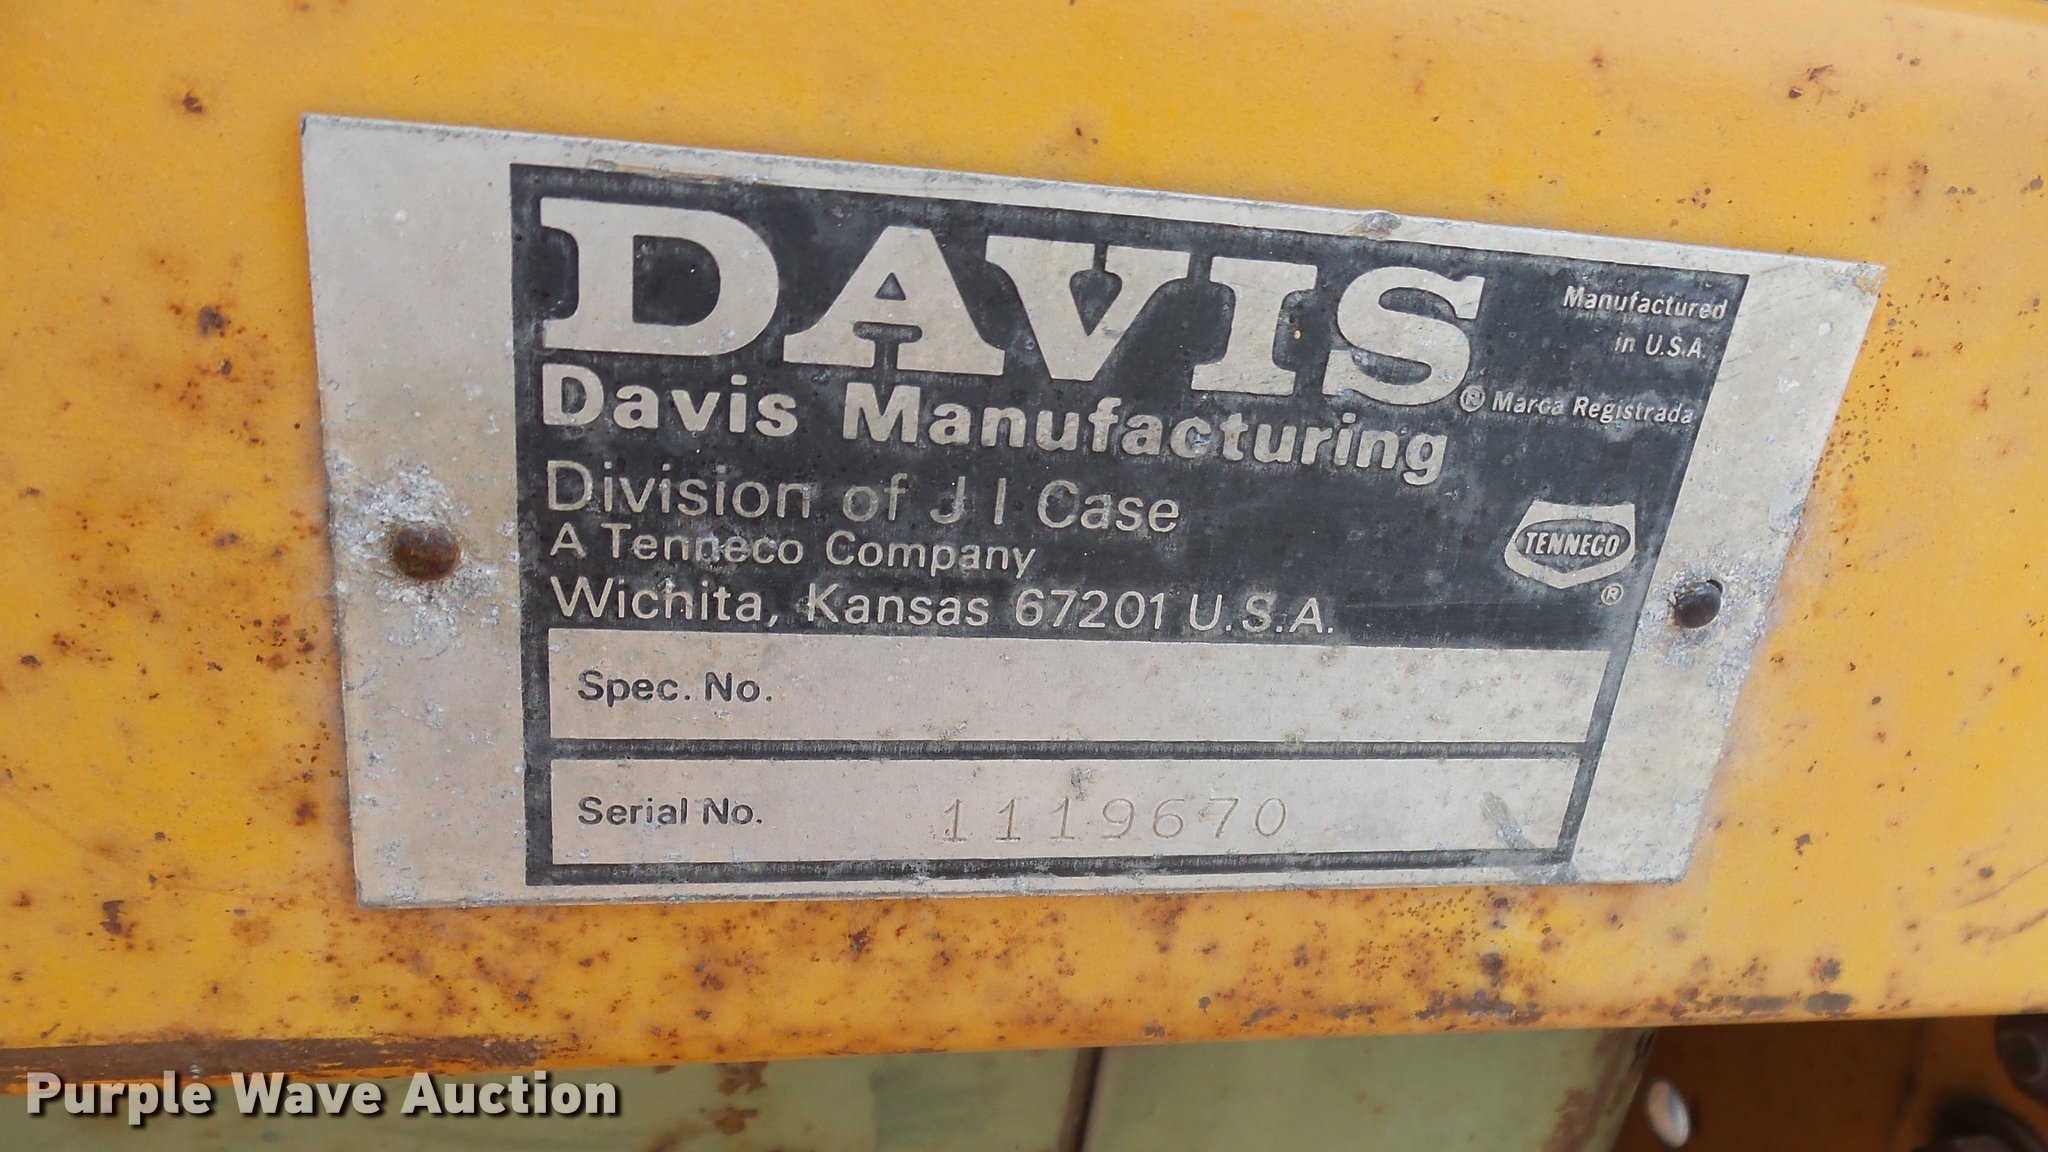 DAVIS
Manufactured
in U.S.A.
® Marca Registrada
Davis Manufacturing
Division of J I Case
A Tenneco Company
Wichita, Kansas 67201 U.S.A.
TENNECO
®
Spec. No.
Serial No. 1119670
Purple Wave Auction